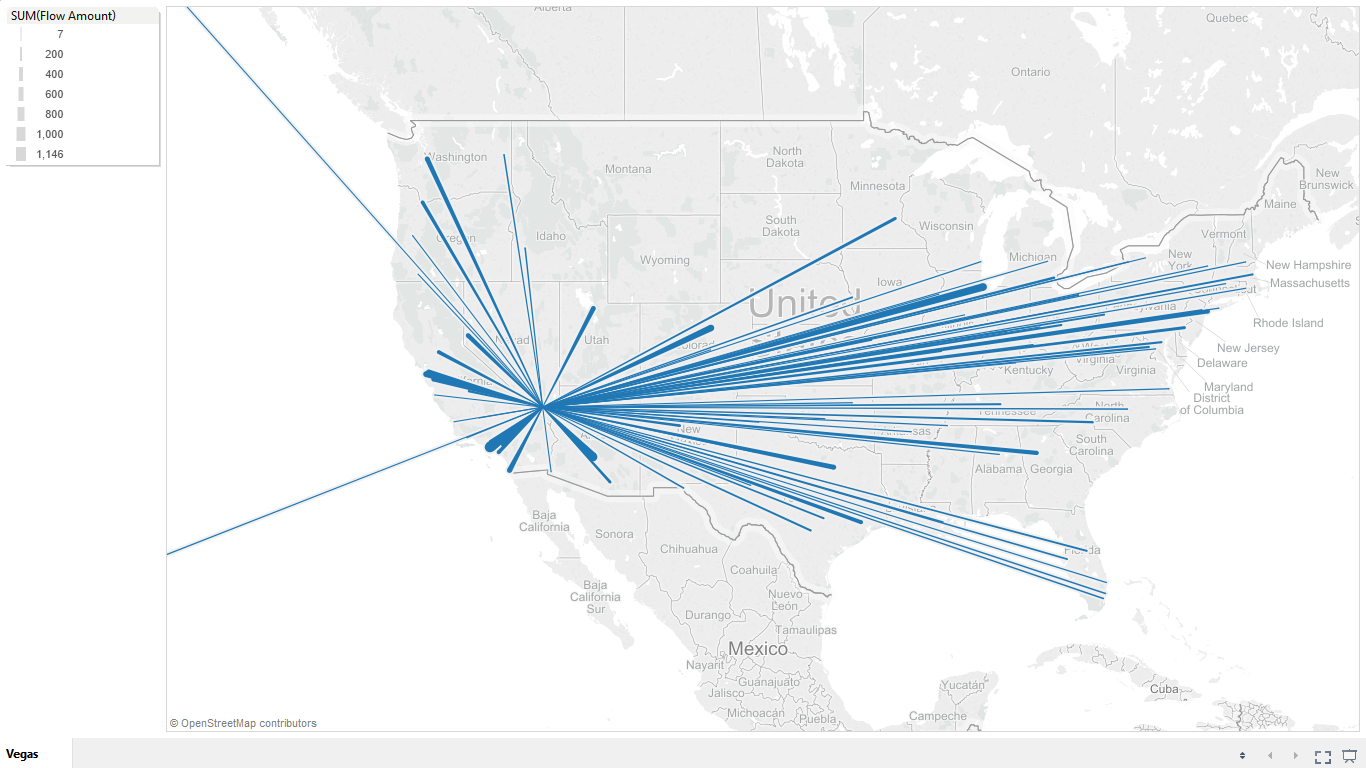 SUM(Flow Amount)
7
200
400
600
800
1,000
1,146
Alberta
Quebec
Ontario
Washington
Montana
North
Dakota
Minnesota
New
Brunswick
Maine
Oregon
Idaho
South
Dakota
Wisconsin
Vermont
Wyoming
Michigan
New
York
New Hampshire
Massachusetts
Iowa
United
Rhode Island
Utah
New Jersey
Kentucky
Virginia
Virginia
Delaware
Maryland
District
of Columbia
North
Carolina
Tennessee
New
South
Carolina
Alabama
Georgia
Baja
California
Sonora
Chihuahua
Florida
Coahuila
Baja
California
Sur
Nuevo
León
Durango
Tamaulipas
Mexico
Nayarit
Guanajuato
Jalisco
Michoacán
Puebla
Yucatán
Campeche
Cuba
© OpenStreetMap contributors
Vegas